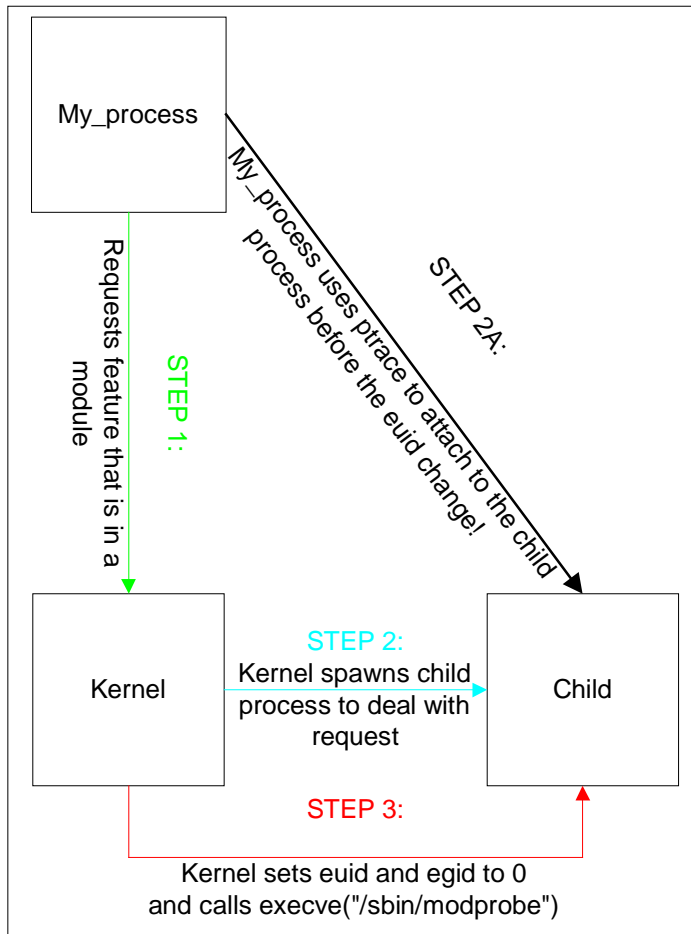 My_process
Requests feature that is in a
module
STEP 1:
My_process uses ptrace to attach to the child
process before the euid change!
STEP 2A:
Kernel
STEP 2:
Kernel spawns child
process to deal with
request
Child
STEP 3:
Kernel sets euid and egid to 0
and calls execve("/sbin/modprobe")